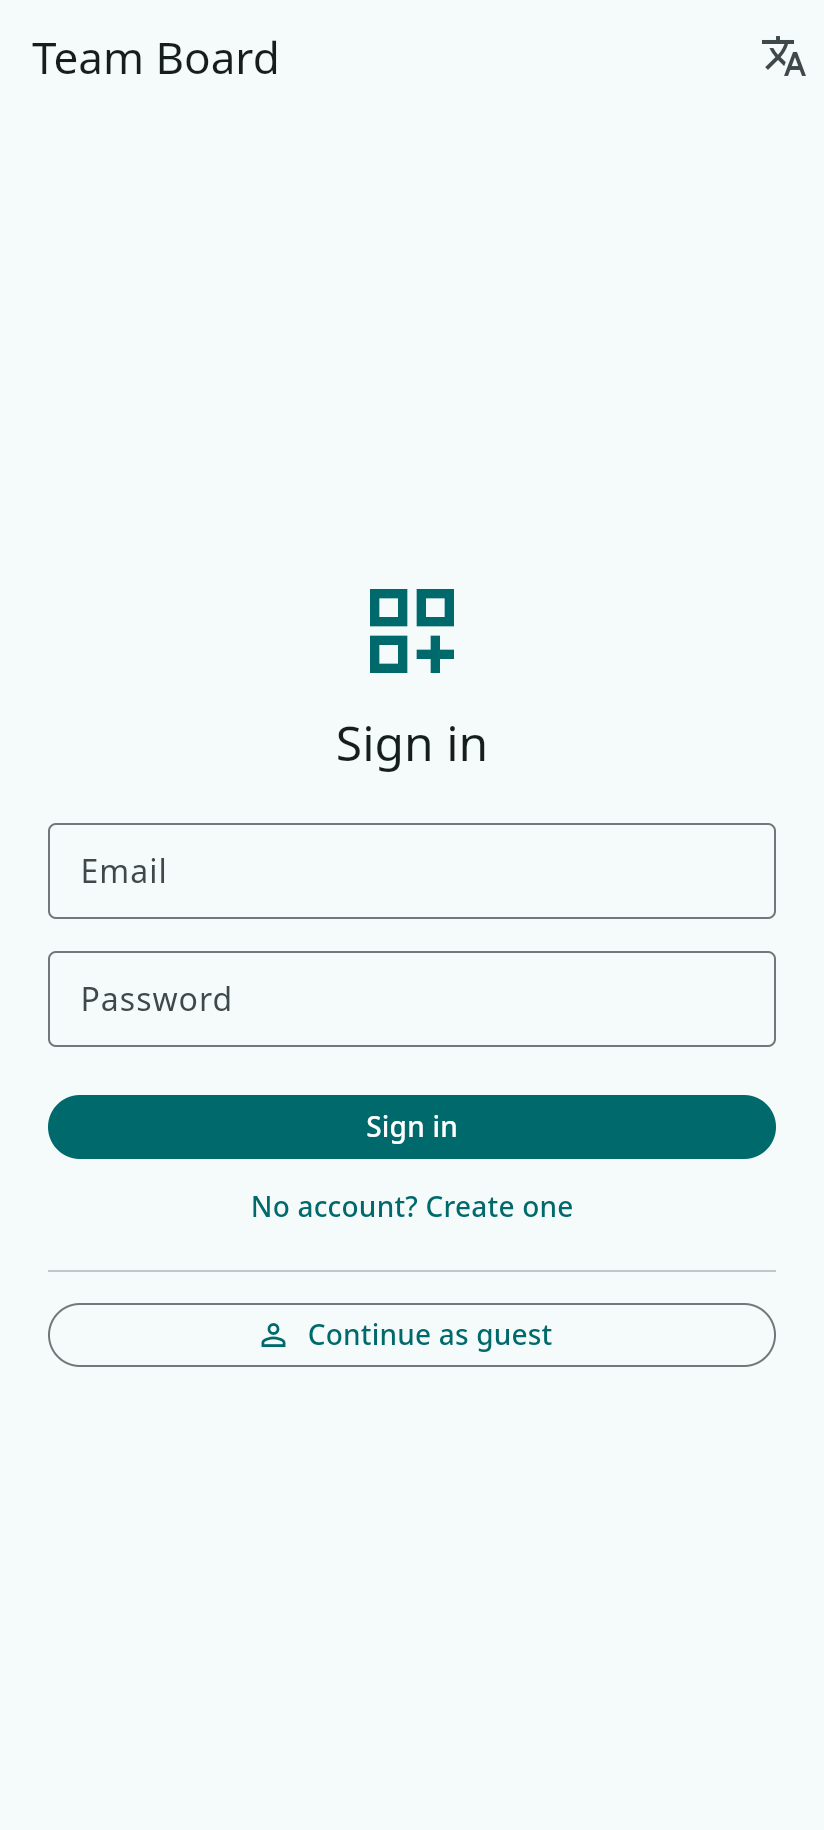 Team Board
Sign in
Email
Password
Sign in
No account? Create one
Continue as guest